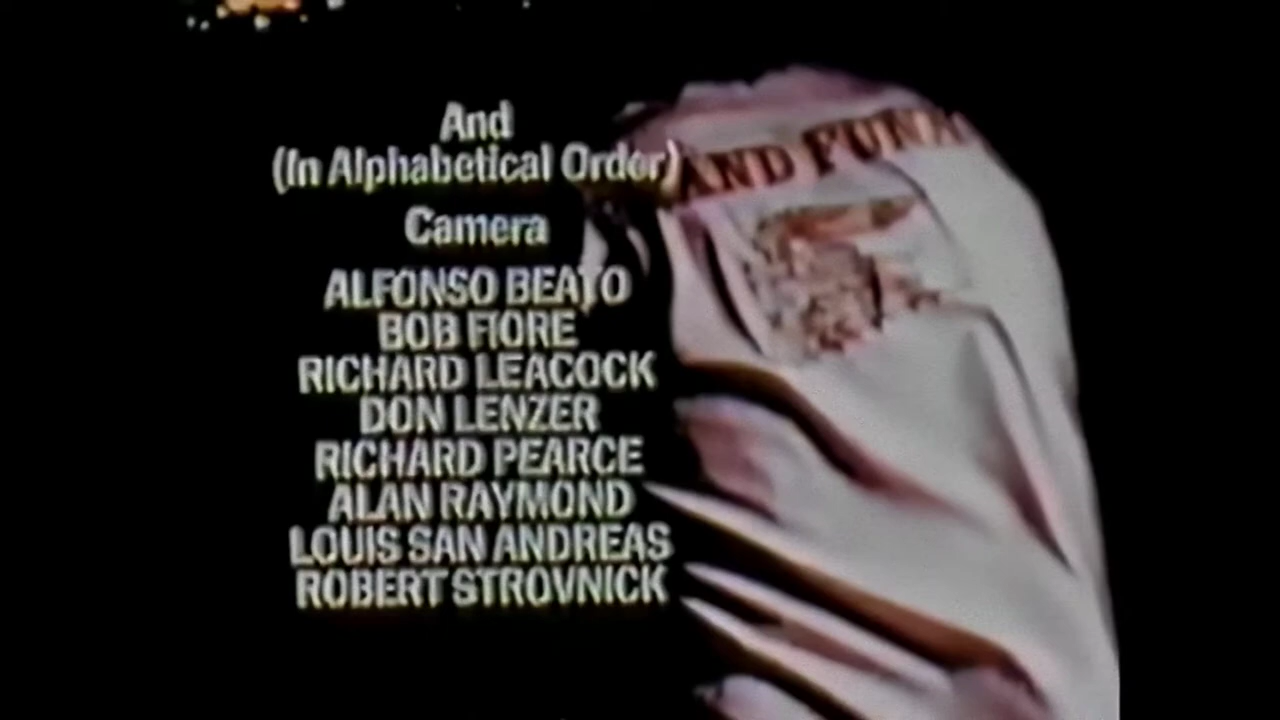 And
(In Alphabetical Order)
Camera
ALFONSO BEATO
BOB FIORE
RICHARD LEACOCK
DON LENZER
RICHARD PEARCE
ALAN RAYMOND
LOUIS SAN ANDREAS
ROBERT STROVNICK
AND